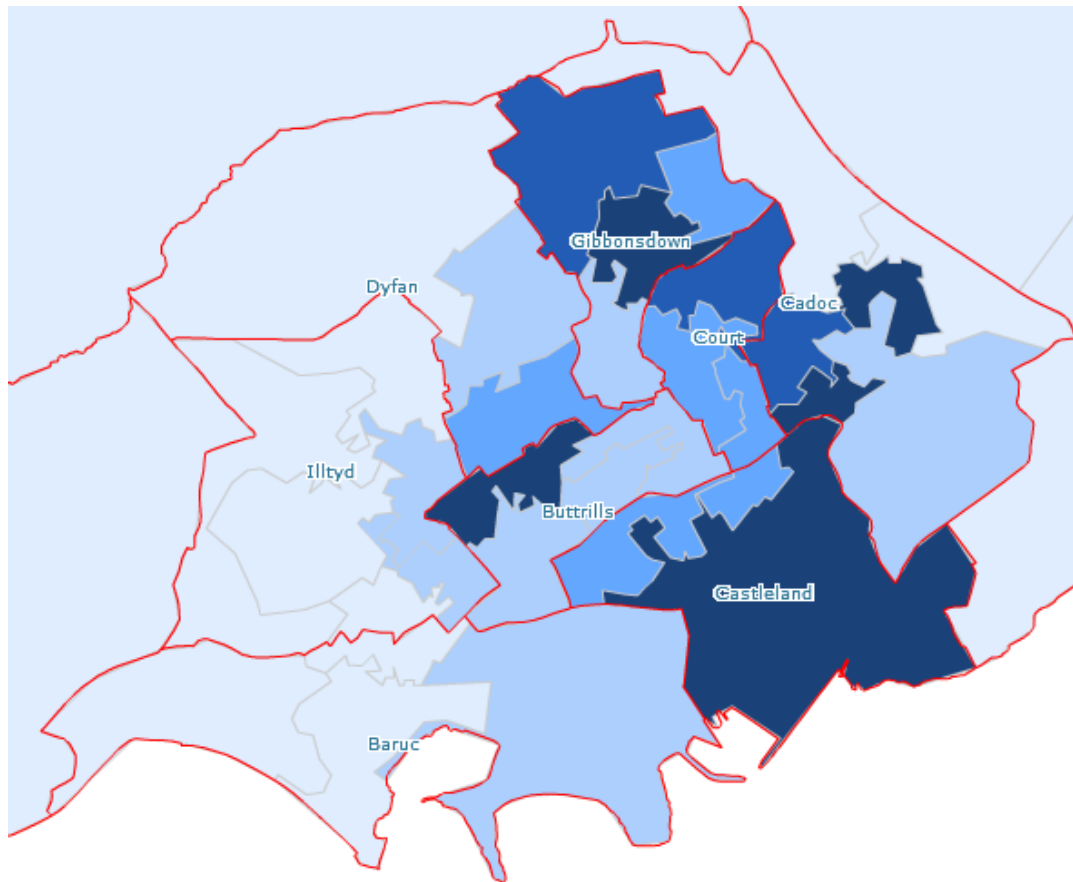 Gibbonsdown
Dyfan
Cadoc
Court
Illtyd
Buttrills
Castleland
Baruc